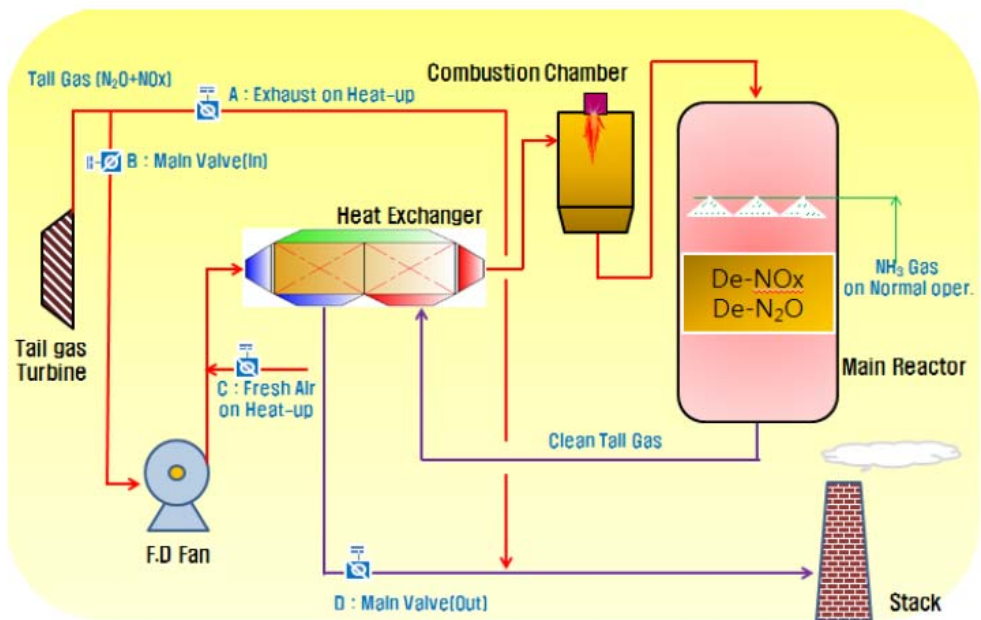 Combustion Chamber
Tail Gas (N₂O+NOx)
A : Exhaust on Heat-up
B : Main Valve(In)
Heat Exchanger
NH₃ Gas
on Normal oper.
De-NOx
De-N₂O
Tail gas
Turbine
Main Reactor
C : Fresh Air
on Heat-up
Clean Tail Gas
F.D Fan
D : Main Valve(Out)
Stack